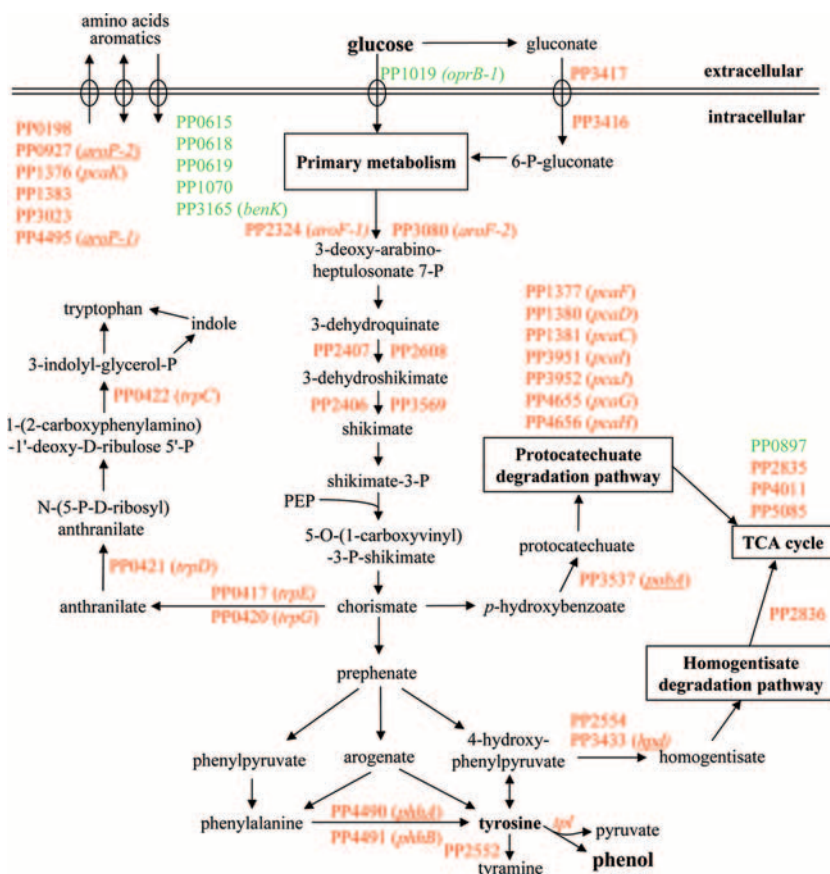 amino acids
aromatics
glucose
gluconate
PP1019 (oprB-1)
PP3417
extracellular
intracellular
PP0198
PP0927 (aroP-2)
PP1376 (pcaK)
PP1383
PP3023
PP4495 (aroP-1)
PP0615
PP0618
PP0619
PP1070
PP3165 (benK)
PP3416
Primary metabolism
6-P-gluconate
PP2324 (aroF-1)
PP3080 (aroF-2)
3-deoxy-arabino-
heptulosonate 7-P
3-dehydroquinate
PP2407
PP2608
3-dehydroshikimate
PP2406
PP3569
shikimate
shikimate-3-P
PEP
5-O-(1-carboxyvinyl)
-3-P-shikimate
chorismate
tryptophan
indole
3-indolyl-glycerol-P
PP0422 (trpC)
1-(2-carboxyphenylamino)
-1'-deoxy-D-ribulose 5'-P
N-(5-P-D-ribosyl)
anthranilate
PP0421 (trpD)
anthranilate
PP0417 (trpE)
PP0420 (trpG)
PP1377 (pcaF)
PP1380 (pcaD)
PP1381 (pcaC)
PP3951 (pcaI)
PP3952 (pcaJ)
PP4655 (pcaG)
PP4656 (pcaH)
Protocatechuate
degradation pathway
protocatechuate
PP3537 (pobA)
p-hydroxybenzoate
PP0897
PP2835
PP4011
PP5085
TCA cycle
PP2836
Homogentisate
degradation pathway
prephenate
phenylpyruvate
arogenate
4-hydroxy-
phenylpyruvate
PP2554
PP3433 (hpd)
homogentisate
phenylalanine
PP4490 (phhA)
PP4491 (phhB)
tyrosine
tpl
pyruvate
phenol
PP2552
tyramine